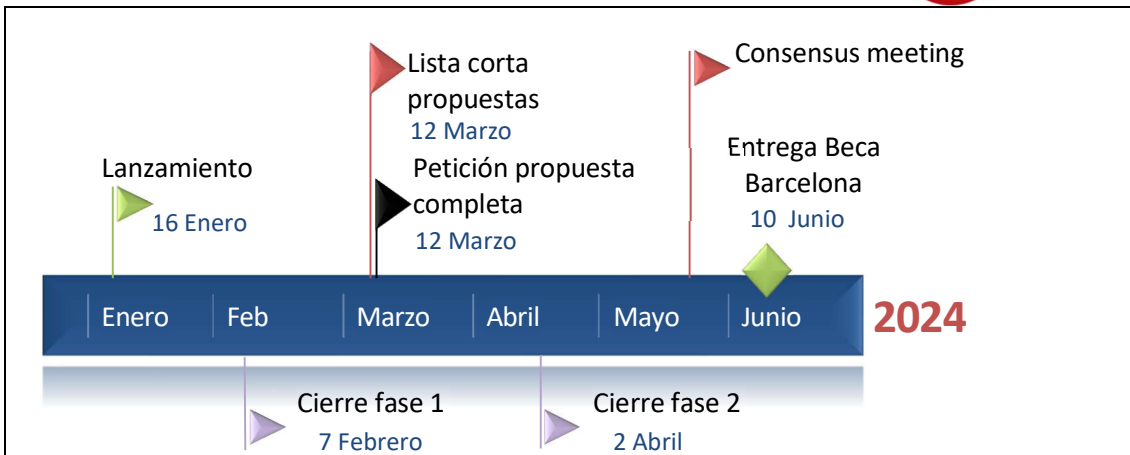 Lista corta
propuestas
12 Marzo
Consensus meeting
Lanzamiento
16 Enero
Petición propuesta
completa
12 Marzo
Entrega Beca
Barcelona
10 Junio
Enero Feb Marzo Abril Mayo Junio 2024
Cierre fase 1
7 Febrero
Cierre fase 2
2 Abril